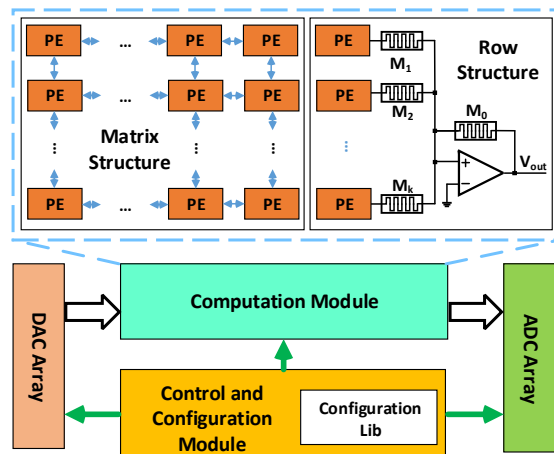 PE ... PE PE
PE ... PE PE
Matrix
Structure
...
...
...
PE ... PE PE
PE
M1
Row
Structure
PE
M2
M0
...
+
−
Vout
PE
Mk
DAC Array
Computation Module
ADC Array
Control and
Configuration
Module
Configuration
Lib